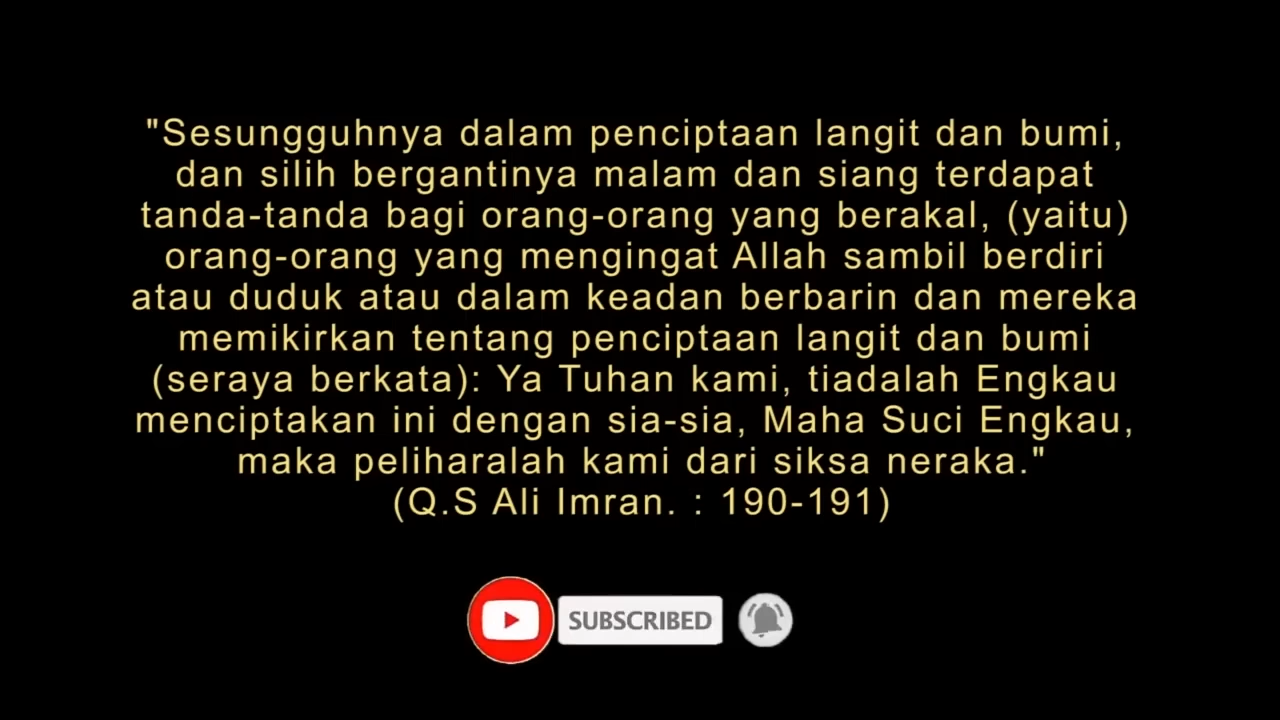 "Sesungguhnya dalam penciptaan langit dan bumi,
dan silih bergantinya malam dan siang terdapat
tanda-tanda bagi orang-orang yang berakal, (yaitu)
orang-orang yang mengingat Allah sambil berdiri
atau duduk atau dalam keadan berbarin dan mereka
memikirkan tentang penciptaan langit dan bumi
(seraya berkata): Ya Tuhan kami, tiadalah Engkau
menciptakan ini dengan sia-sia, Maha Suci Engkau,
maka peliharalah kami dari siksa neraka."
(Q.S Ali Imran. : 190-191)
SUBSCRIBED